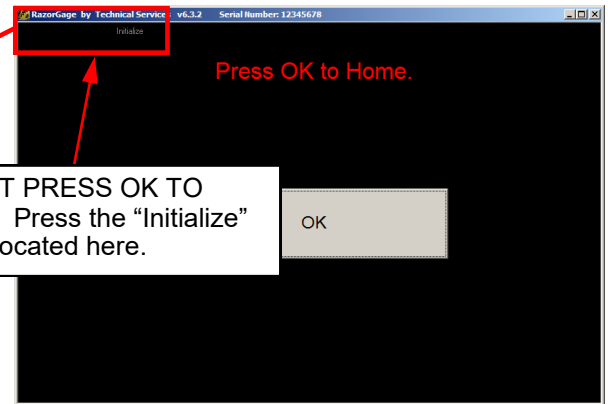 RazorGage by Technical Services v6.3.2 Serial Number: 12345678
Initialize
Press OK to Home.
T PRESS OK TO
Press the “Initialize”
ocated here.
OK